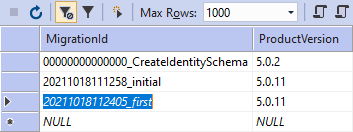 Max Rows: 1000
MigrationId ProductVersion
00000000000000_CreateIdentitySchema 5.0.2
20211018111258_initial 5.0.11
20211018112405_first 5.0.11
NULL NULL